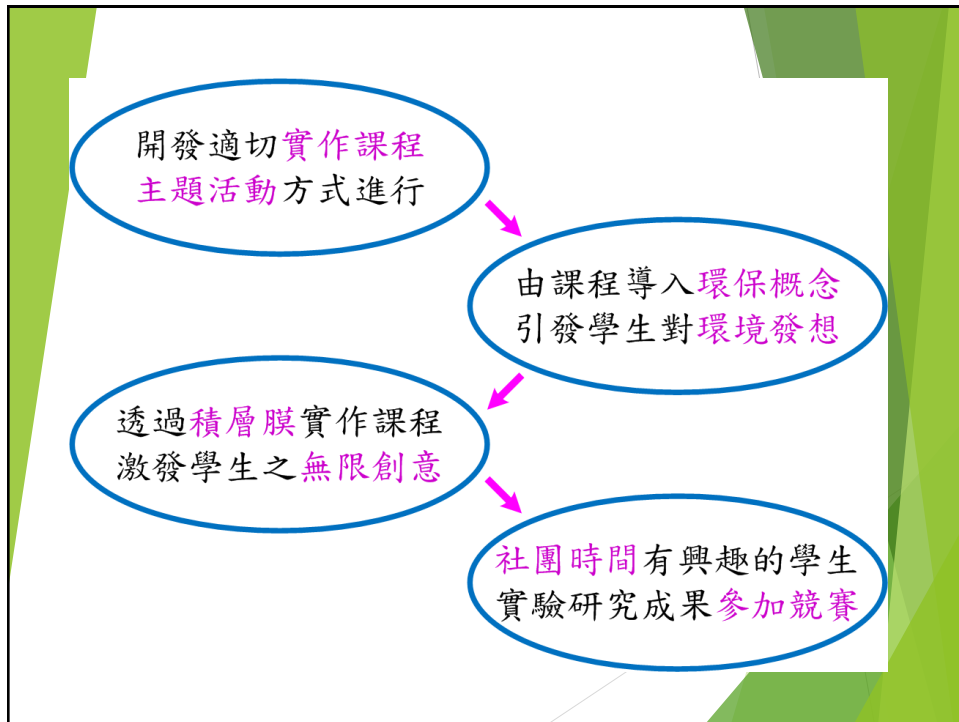 開發適切實作課程
主題活動方式進行
由課程導入環保概念
引發學生對環境發想
透過積層膜實作課程
激發學生之無限創意
社團時間有興趣的學生
實驗研究成果參加競賽